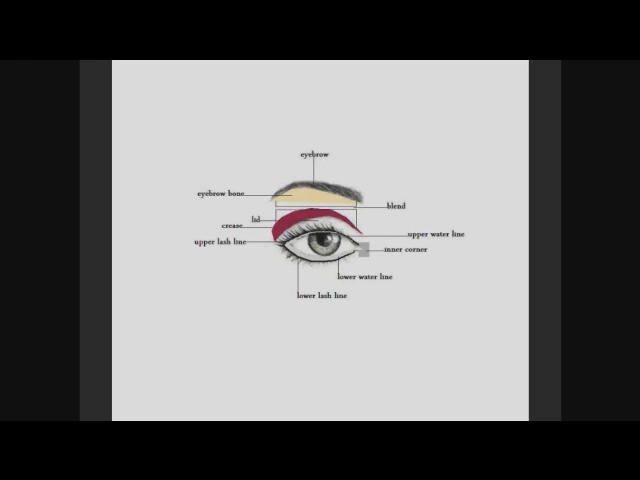 eyebrow
eyebrow bone
blend
lid
crease
upper water line
upper lash line
inner corner
lower water line
lower lash line